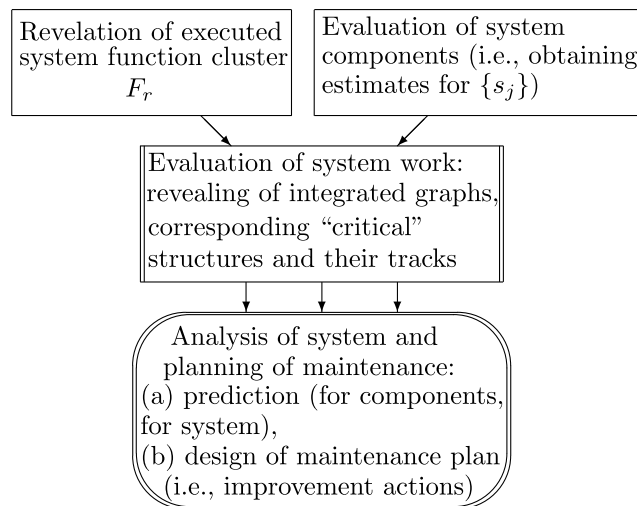 Revelation of executed
system function cluster
F_r
Evaluation of system
components (i.e., obtaining
estimates for {s_j})
Evaluation of system work:
revealing of integrated graphs,
corresponding “critical”
structures and their tracks
Analysis of system and
planning of maintenance:
(a) prediction (for components,
for system),
(b) design of maintenance plan
(i.e., improvement actions)